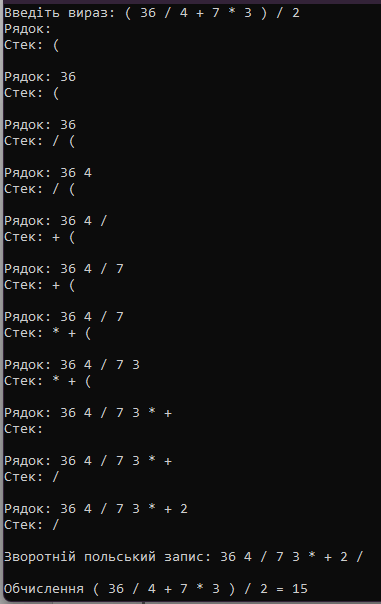 Введіть вираз: ( 36 / 4 + 7 * 3 ) / 2
Рядок:
Стек: (
Рядок: 36
Стек: (
Рядок: 36
Стек: / (
Рядок: 36 4
Стек: / (
Рядок: 36 4 /
Стек: + (
Рядок: 36 4 / 7
Стек: + (
Рядок: 36 4 / 7
Стек: * + (
Рядок: 36 4 / 7 3
Стек: * + (
Рядок: 36 4 / 7 3 * +
Стек:
Рядок: 36 4 / 7 3 * +
Стек: /
Рядок: 36 4 / 7 3 * + 2
Стек: /
Зворотній польський запис: 36 4 / 7 3 * + 2 /
Обчислення ( 36 / 4 + 7 * 3 ) / 2 = 15